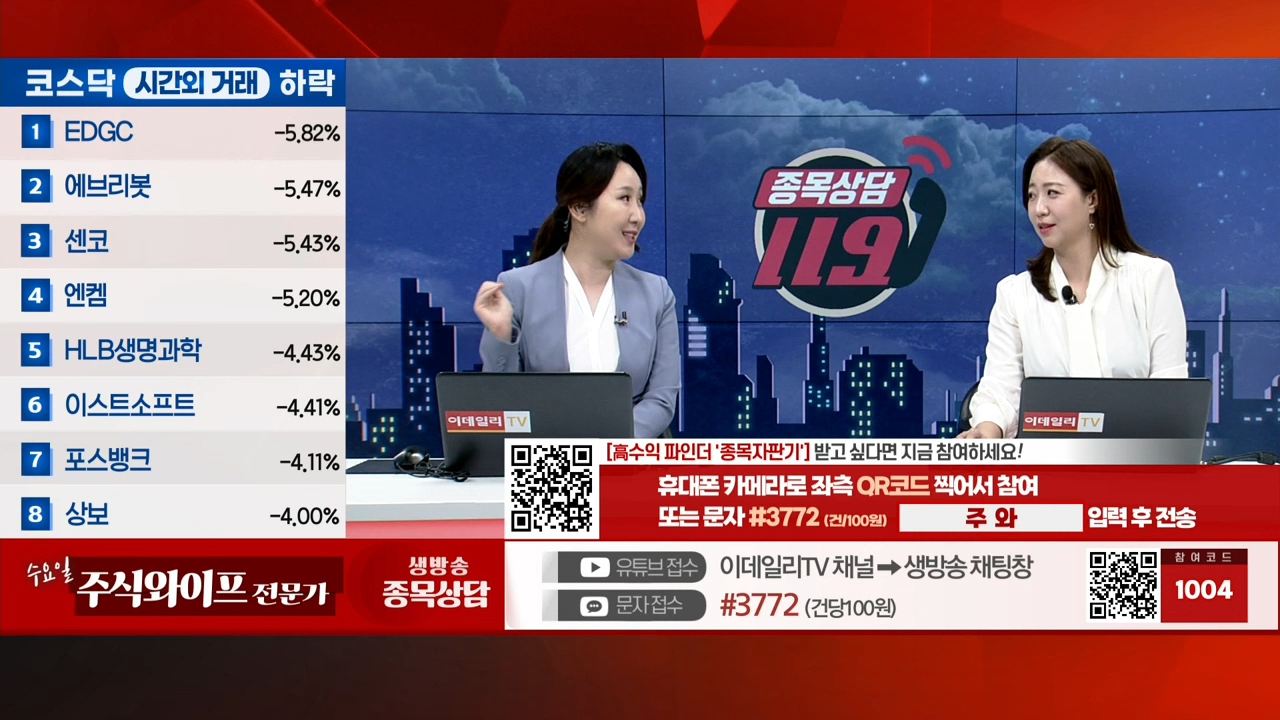 코스닥 시간외 거래 하락
1 EDGC -5.82%
2 에브리봇 -5.47%
3 센코 -5.43%
4 엔켐 -5.20%
5 HLB생명과학 -4.43%
6 이스트소프트 -4.41%
7 포스뱅크 -4.11%
8 상보 -4.00%
종목상담
119
이데일리 TV
이데일리 TV
[高수익 파인더 '종목자판기'] 받고 싶다면 지금 참여하세요!
휴대폰 카메라로 좌측 QR코드 찍어서 참여
또는 문자 #3772 (건/100원) 주 와 입력 후 전송
수요일 주식와이프 전문가
생방송
종목상담
유튜브 접수 이데일리TV 채널 ➡ 생방송 채팅창
문자 접수 #3772 (건당100원)
참여코드
1004